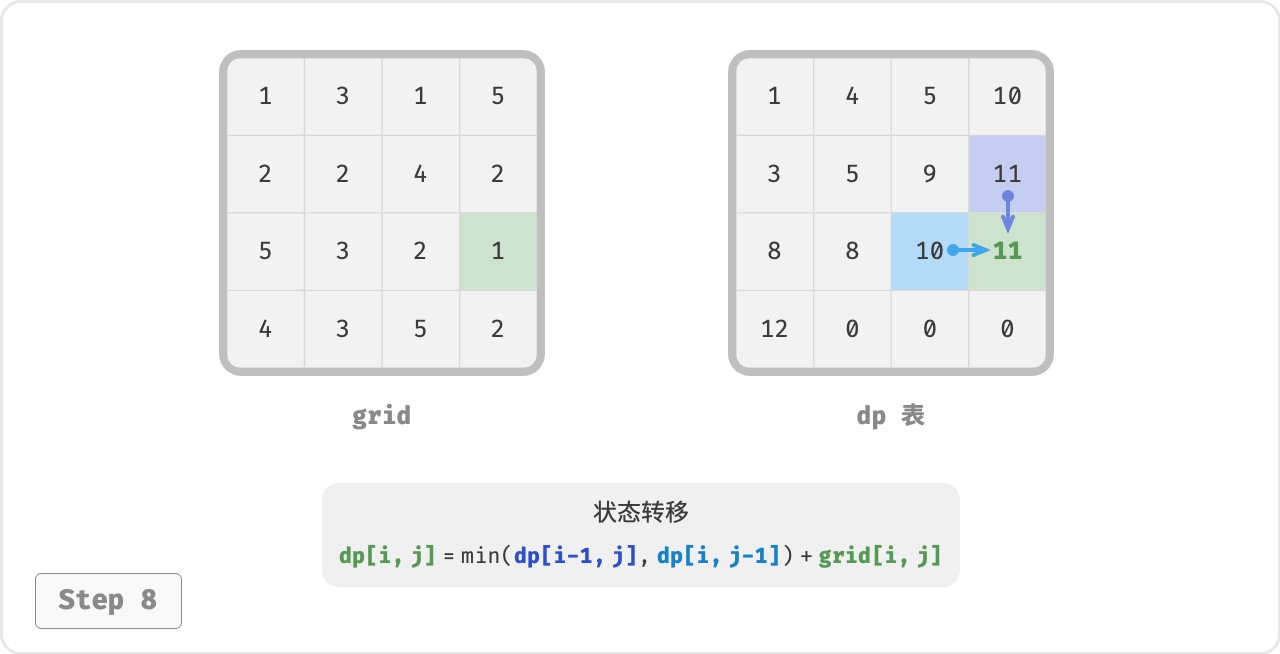 1 3 1 5
2 2 4 2
5 3 2 1
4 3 5 2
grid
1 4 5 10
3 5 9 11
8 8 10 11
12 0 0 0
dp 表
状态转移
dp[i, j] = min(dp[i-1, j], dp[i, j-1]) + grid[i, j]
Step 8